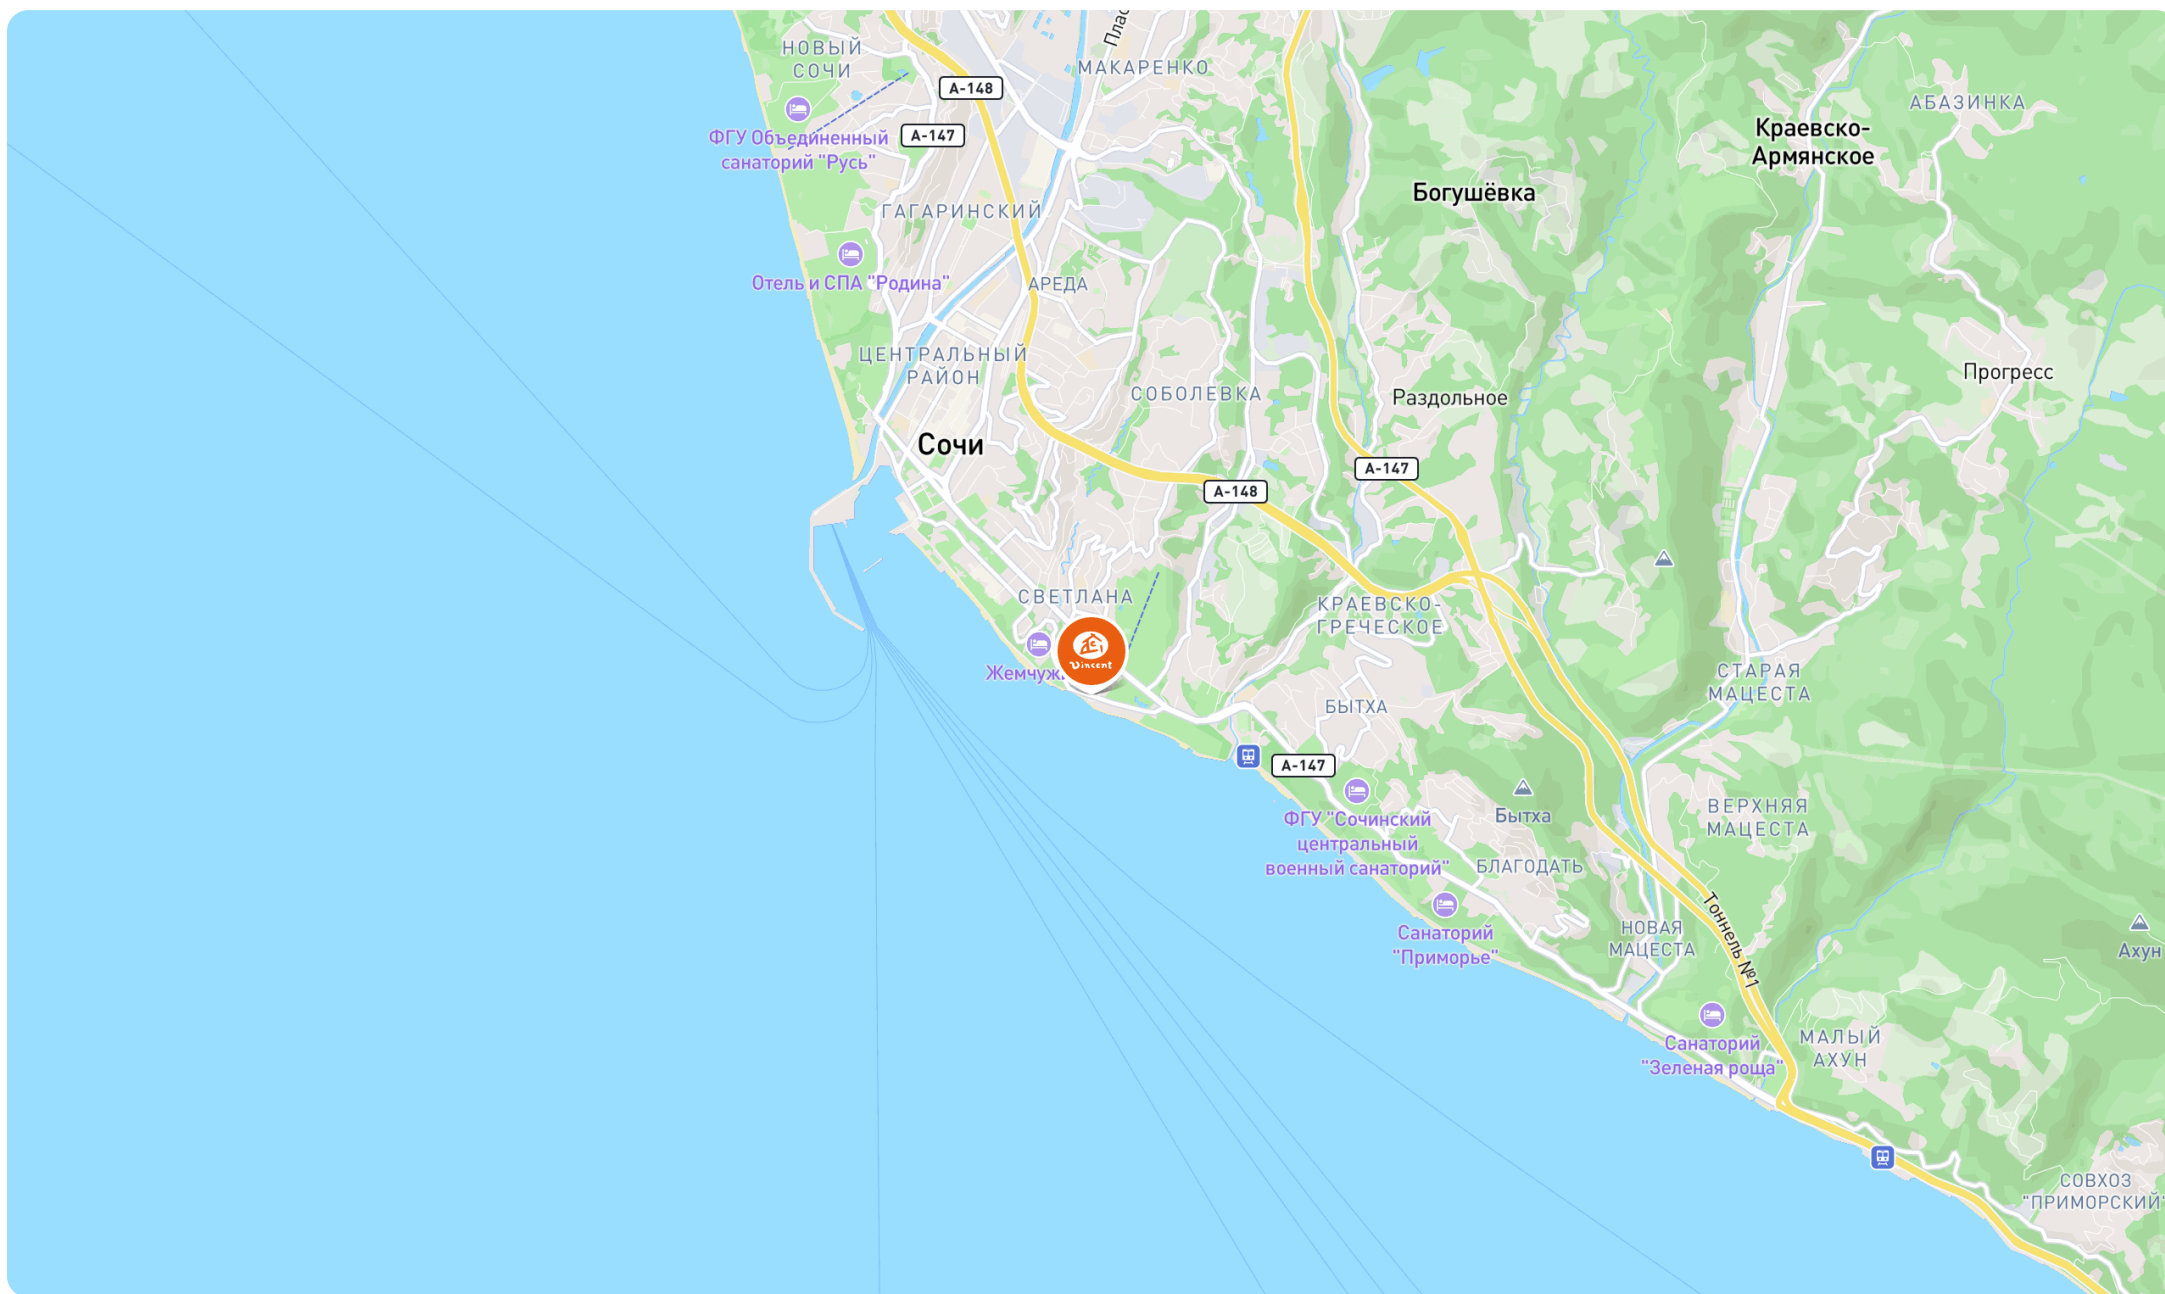 Плас
НОВЫЙ
СОЧИ
МАКАРЕНКО
А-148
АБАЗИНКА
ФГУ Объединенный
санаторий "Русь"
А-147
Краевско-
Армянское
Богушёвка
ГАГАРИНСКИЙ
Отель и СПА "Родина"
АРЕДА
ЦЕНТРАЛЬНЫЙ
РАЙОН
СОБОЛЕВКА
Раздольное
Прогресс
Сочи
А-147
А-148
СВЕТЛАНА
КРАЕВСКО-
ГРЕЧЕСКОЕ
Vincent
Жемчуж
СТАРАЯ
МАЦЕСТА
БЫТХА
А-147
ФГУ "Сочинский
центральный
военный санаторий"
Бытха
ВЕРХНЯЯ
МАЦЕСТА
БЛАГОДАТЬ
Санаторий
"Приморье"
НОВАЯ
МАЦЕСТА
Тоннель №1
Ахун
Санаторий
"Зеленая роща"
МАЛЫЙ
АХУН
СОВХОЗ
"ПРИМОРСКИЙ"